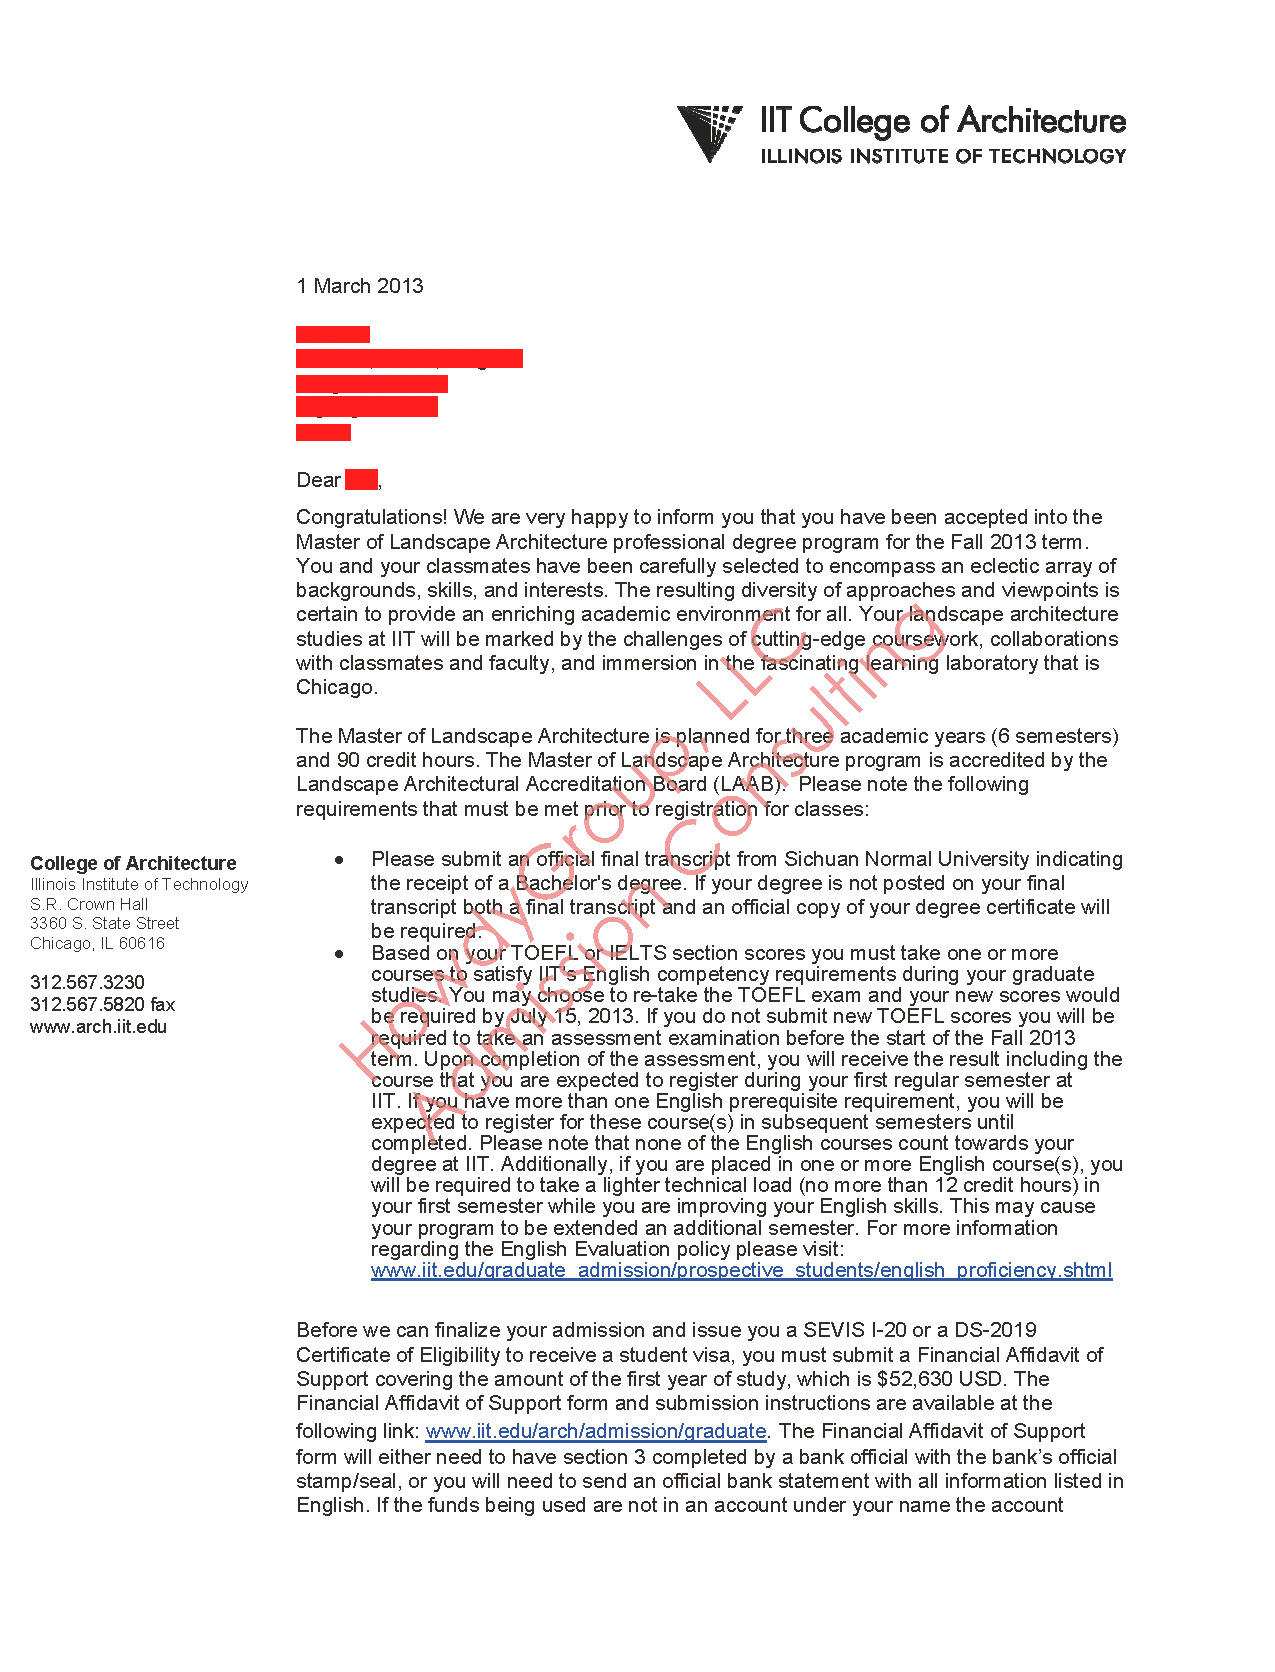 IIT College of Architecture
ILLINOIS INSTITUTE OF TECHNOLOGY
1 March 2013
Dear ,
Congratulations! We are very happy to inform you that you have been accepted into the
Master of Landscape Architecture professional degree program for the Fall 2013 term.
You and your classmates have been carefully selected to encompass an eclectic array of
backgrounds, skills, and interests. The resulting diversity of approaches and viewpoints is
certain to provide an enriching academic environment for all. Your landscape architecture
studies at IIT will be marked by the challenges of cutting-edge coursework, collaborations
with classmates and faculty, and immersion in the fascinating learning laboratory that is
Chicago.
The Master of Landscape Architecture is planned for three academic years (6 semesters)
and 90 credit hours. The Master of Landscape Architecture program is accredited by the
Landscape Architectural Accreditation Board (LAAB).  Please note the following
requirements that must be met prior to registration for classes:
• Please submit an official final transcript from Sichuan Normal University indicating
the receipt of a Bachelor's degree. If your degree is not posted on your final
transcript both a final transcript and an official copy of your degree certificate will
be required.
• Based on your TOEFL or IELTS section scores you must take one or more
courses to satisfy IIT's English competency requirements during your graduate
studies. You may choose to re-take the TOEFL exam and your new scores would
be required by July 15, 2013. If you do not submit new TOEFL scores you will be
required to take an assessment examination before the start of the Fall 2013
term. Upon completion of the assessment, you will receive the result including the
course that you are expected to register during your first regular semester at
IIT. If you have more than one English prerequisite requirement, you will be
expected to register for these course(s) in subsequent semesters until
completed. Please note that none of the English courses count towards your
degree at IIT. Additionally, if you are placed in one or more English course(s), you
will be required to take a lighter technical load (no more than 12 credit hours) in
your first semester while you are improving your English skills. This may cause
your program to be extended an additional semester. For more information
regarding the English Evaluation policy please visit:
www.iit.edu/graduate_admission/prospective_students/english_proficiency.shtml
Before we can finalize your admission and issue you a SEVIS I-20 or a DS-2019
Certificate of Eligibility to receive a student visa, you must submit a Financial Affidavit of
Support covering the amount of the first year of study, which is $52,630 USD. The
Financial Affidavit of Support form and submission instructions are available at the
following link: www.iit.edu/arch/admission/graduate. The Financial Affidavit of Support
form will either need to have section 3 completed by a bank official with the bank's official
stamp/seal, or you will need to send an official bank statement with all information listed in
English. If the funds being used are not in an account under your name the account
College of Architecture
Illinois Institute of Technology
S.R. Crown Hall
3360 S. State Street
Chicago, IL 60616
312.567.3230
312.567.5820 fax
www.arch.iit.edu
HowdyGroup, LLC
Admission Consulting